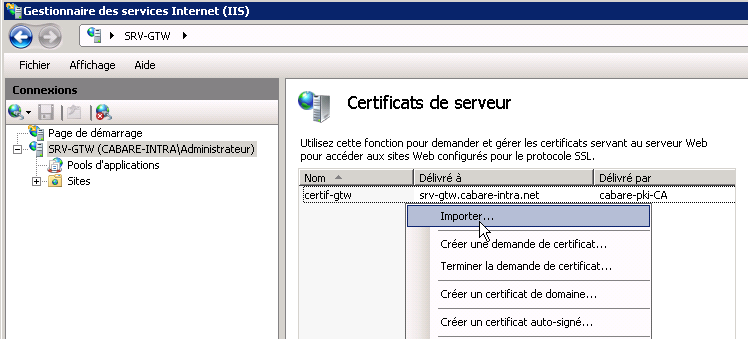 Gestionnaire des services Internet (IIS)
SRV-GTW
Fichier Affichage Aide
Connexions
Page de démarrage
SRV-GTW (CABARE-INTRA\Administrateur)
Pools d'applications
Sites
Certificats de serveur
Utilisez cette fonction pour demander et gérer les certificats servant au serveur Web
pour accéder aux sites Web configurés pour le protocole SSL.
Nom Délivré à Délivré par
certif-gtw srv-gtw.cabare-intra.net cabare-pki-CA
Importer...
Créer une demande de certificat...
Terminer la demande de certificat...
Créer un certificat de domaine...
Créer un certificat auto-signé...